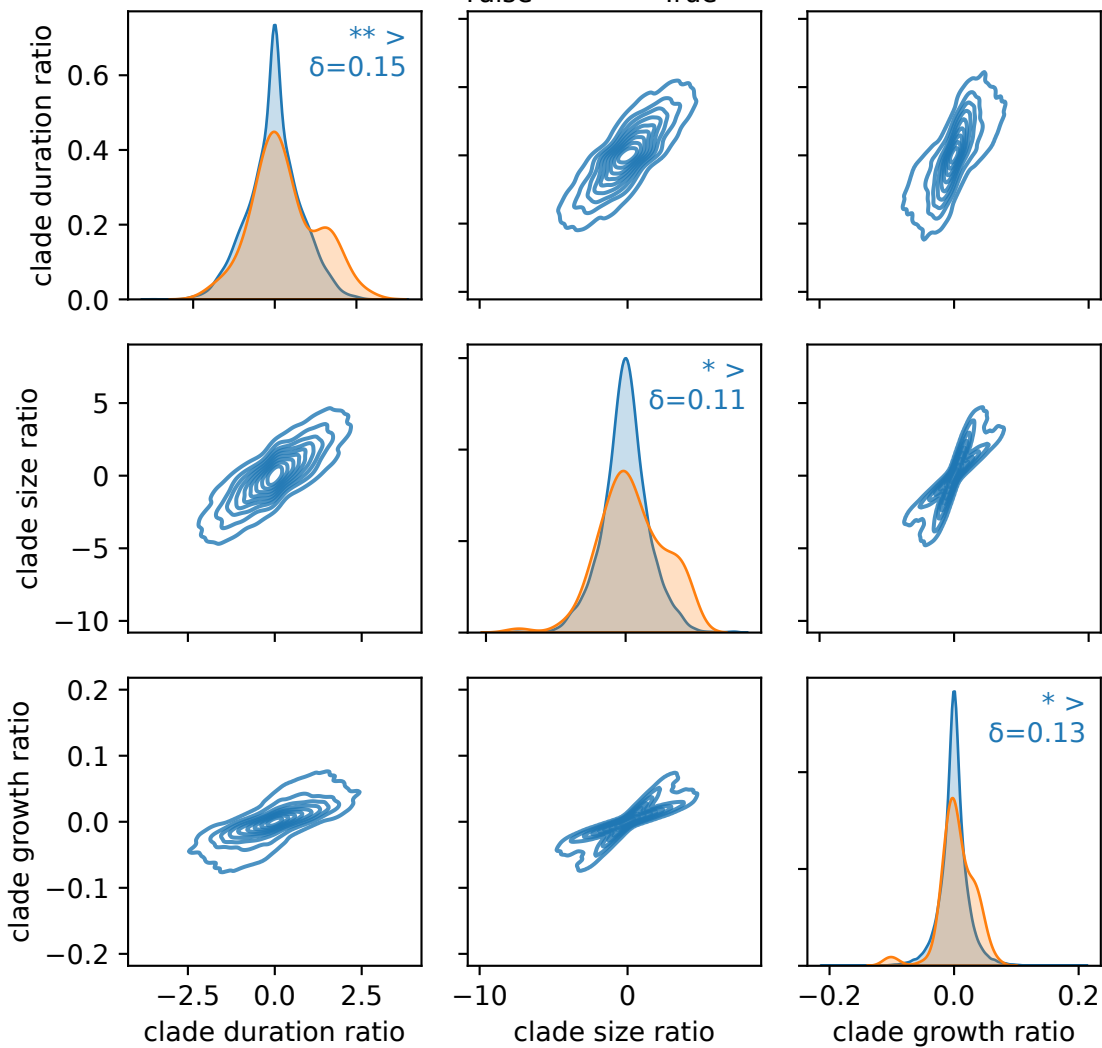 clade duration ratio
0.6
0.4
0.2
0.0
** >
δ=0.15
clade size ratio
5
0
−5
−10
* >
δ=0.11
clade growth ratio
0.2
0.1
0.0
−0.1
−0.2
* >
δ=0.13
−2.5 0.0 2.5
−10 0
−0.2 0.0 0.2
clade duration ratio
clade size ratio
clade growth ratio